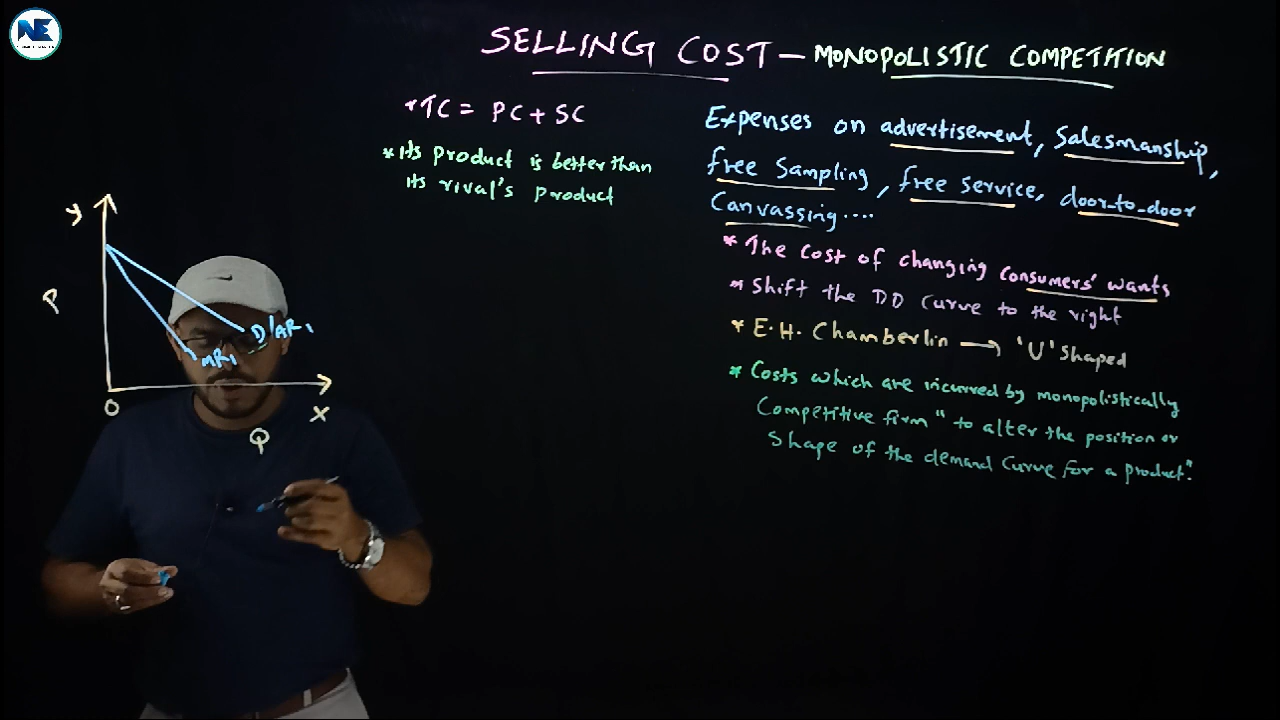 NE
SELLING COST – MONOPOLISTIC COMPETITION
*TC = PC + SC
* Its product is better than
its rival's product
Expenses on advertisement, Salesmanship,
free Sampling, free Service, door-to-door
Canvassing....
* The Cost of changing Consumers' wants
* Shift the DD Curve to the right
* E.H. Chamberlin → 'U' Shaped
* Costs which are incurred by monopolistically
Competitive firm "to alter the position or
Shape of the demand Curve for a product".
y
P
D/AR1
MR1
O
X
Q